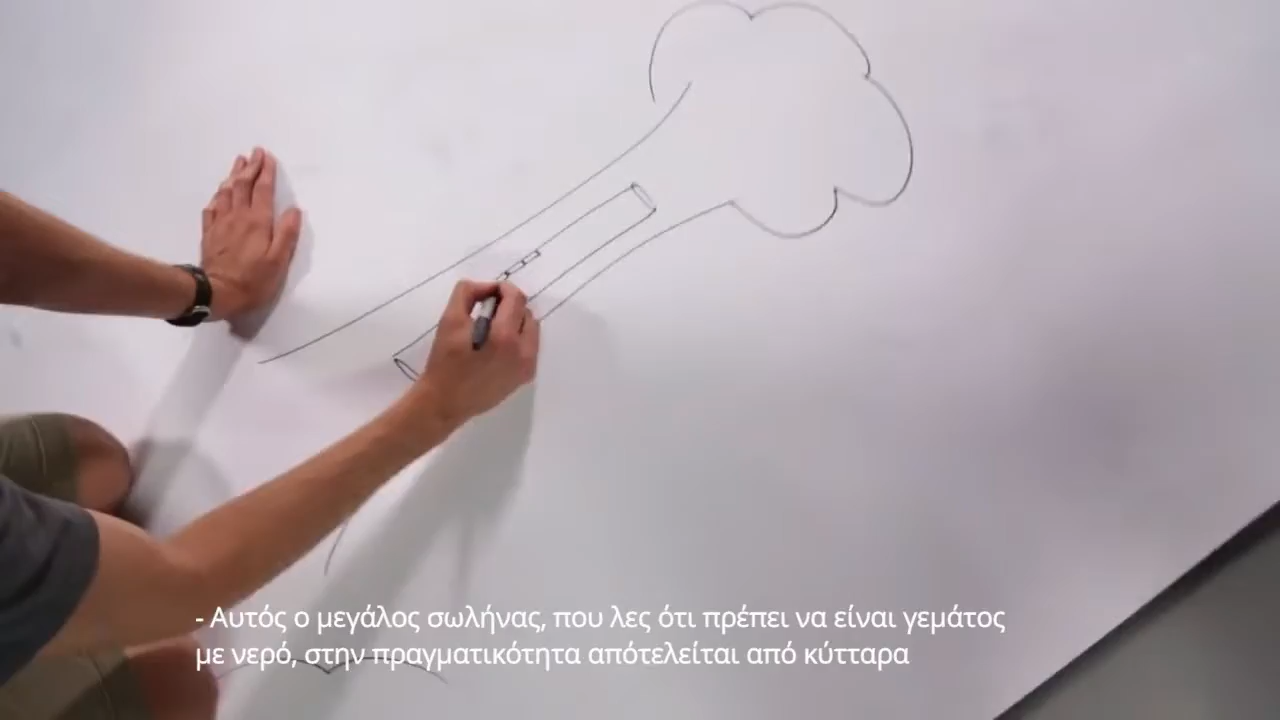 - Αυτός ο μεγάλος σωλήνας, που λες ότι πρέπει να είναι γεμάτος
με νερό, στην πραγματικότητα απότελείται από κύτταρα